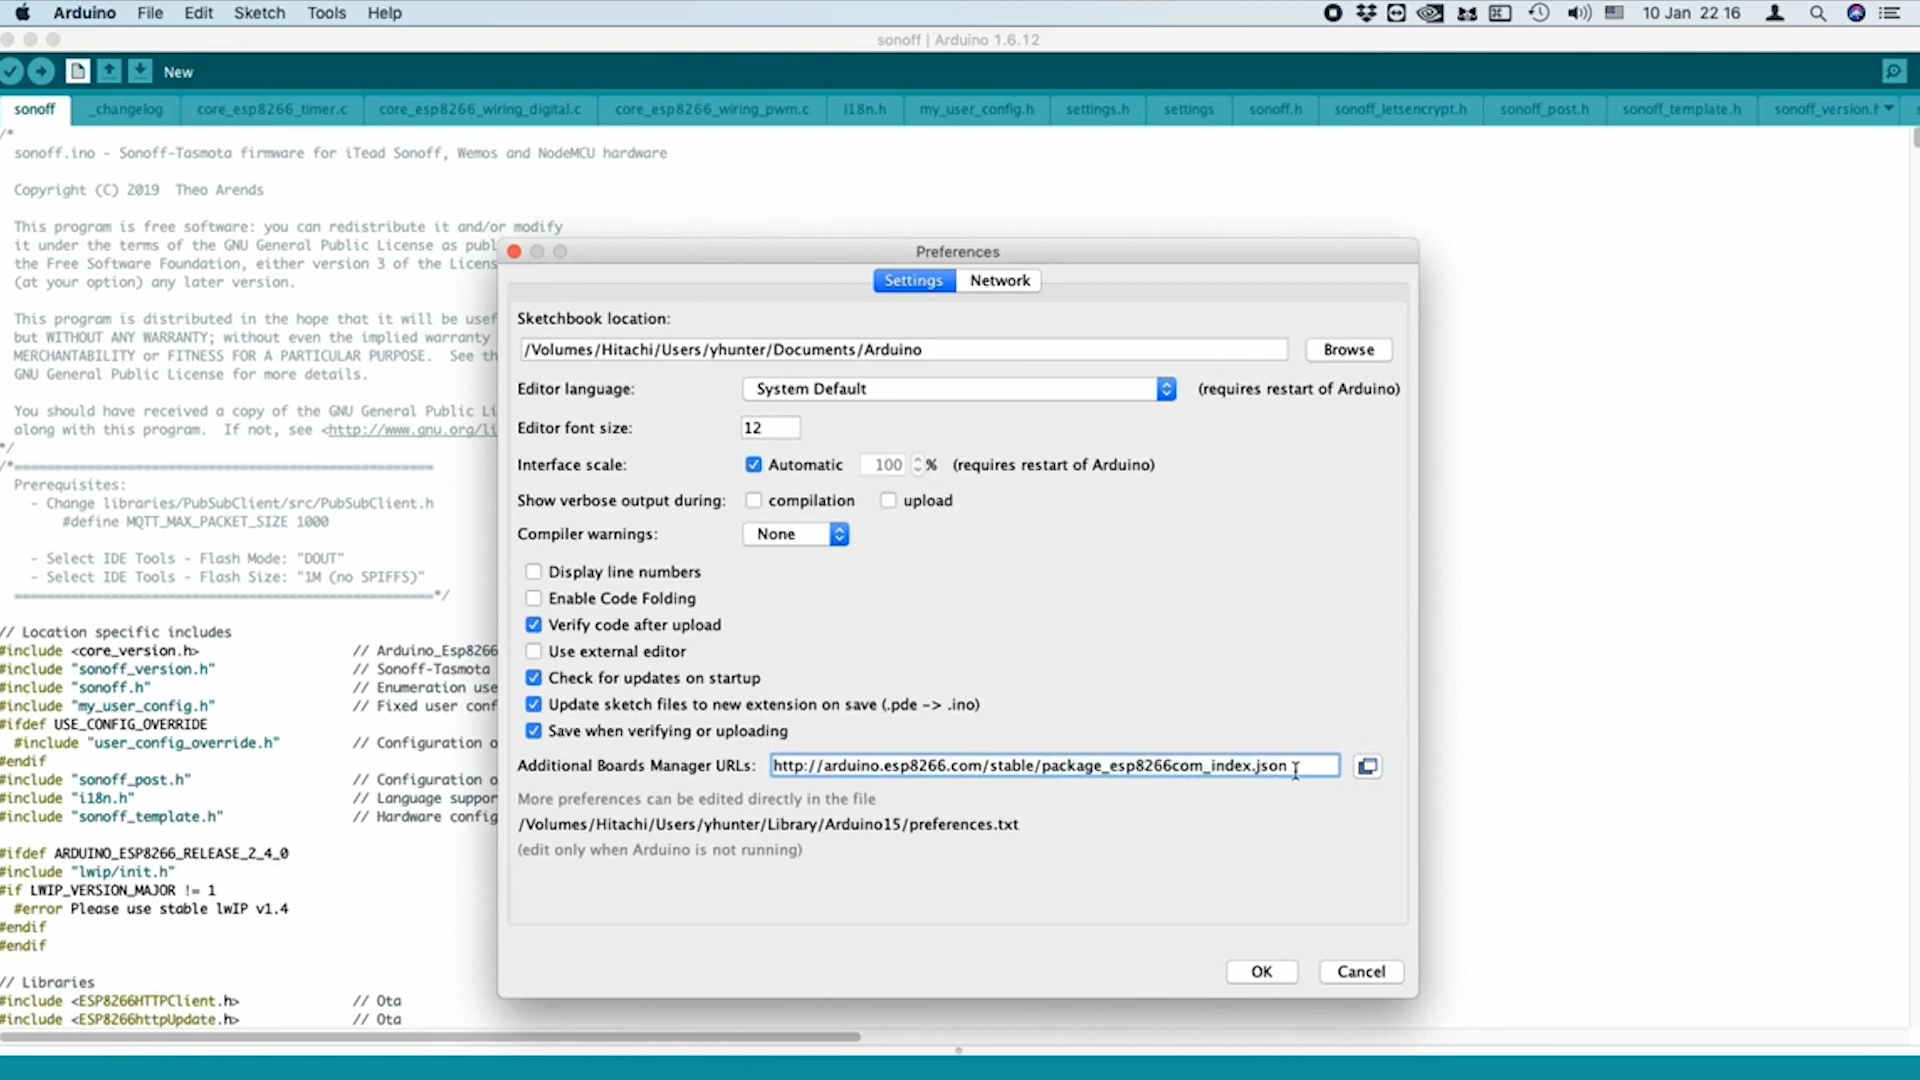 Arduino File Edit Sketch Tools Help 10 Jan 22 16
sonoff | Arduino 1.6.12
New
sonoff _changelog core_esp8266_timer.c core_esp8266_wiring_digital.c core_esp8266_wiring_pwm.c i18n.h my_user_config.h settings.h settings sonoff.h sonoff_letsencrypt.h sonoff_post.h sonoff_template.h sonoff_version.h
/*
sonoff.ino - Sonoff-Tasmota firmware for iTead Sonoff, Wemos and NodeMCU hardware
Copyright (C) 2019 Theo Arends
This program is free software: you can redistribute it and/or modify
it under the terms of the GNU General Public License as publ
the Free Software Foundation, either version 3 of the Licens
(at your option) any later version.
This program is distributed in the hope that it will be usef
but WITHOUT ANY WARRANTY; without even the implied warranty
MERCHANTABILITY or FITNESS FOR A PARTICULAR PURPOSE. See th
GNU General Public License for more details.
You should have received a copy of the GNU General Public Li
along with this program. If not, see <http://www.gnu.org/li
*/
/*====================================================
Prerequisites:
- Change libraries/PubSubClient/src/PubSubClient.h
#define MQTT_MAX_PACKET_SIZE 1000
- Select IDE Tools - Flash Mode: "DOUT"
- Select IDE Tools - Flash Size: "1M (no SPIFFS)"
====================================================*/
// Location specific includes
#include <core_version.h> // Arduino_Esp8266
#include "sonoff_version.h" // Sonoff-Tasmota
#include "sonoff.h" // Enumeration use
#include "my_user_config.h" // Fixed user conf
#ifdef USE_CONFIG_OVERRIDE
#include "user_config_override.h" // Configuration o
#endif
#include "sonoff_post.h" // Configuration o
#include "i18n.h" // Language suppor
#include "sonoff_template.h" // Hardware config
#ifdef ARDUINO_ESP8266_RELEASE_2_4_0
#include "lwip/init.h"
#if LWIP_VERSION_MAJOR != 1
#error Please use stable lwIP v1.4
#endif
#endif
// Libraries
#include <ESP8266HTTPClient.h> // Ota
#include <ESP8266httpUpdate.h> // Ota
Preferences
Settings Network
Sketchbook location:
/Volumes/Hitachi/Users/yhunter/Documents/Arduino Browse
Editor language: System Default (requires restart of Arduino)
Editor font size: 12
Interface scale: Automatic 100 % (requires restart of Arduino)
Show verbose output during: compilation upload
Compiler warnings: None
Display line numbers
Enable Code Folding
Verify code after upload
Use external editor
Check for updates on startup
Update sketch files to new extension on save (.pde -> .ino)
Save when verifying or uploading
Additional Boards Manager URLs: http://arduino.esp8266.com/stable/package_esp8266com_index.json
More preferences can be edited directly in the file
/Volumes/Hitachi/Users/yhunter/Library/Arduino15/preferences.txt
(edit only when Arduino is not running)
OK Cancel